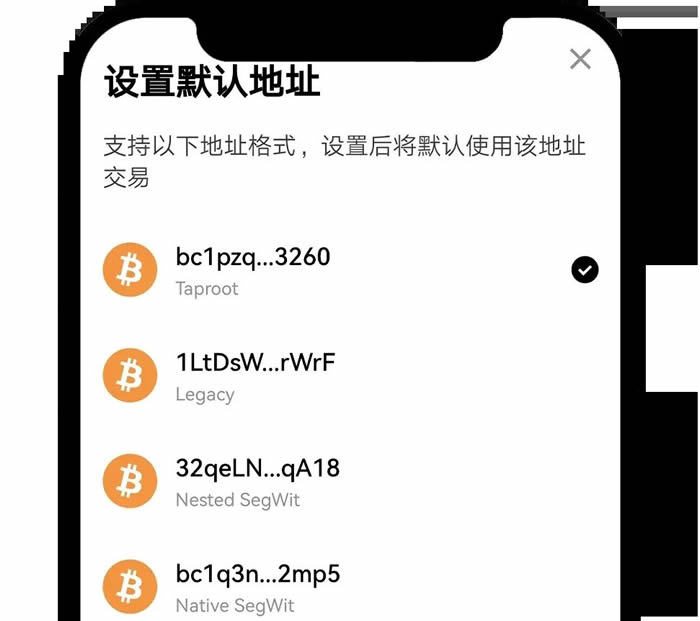 设置默认地址
支持以下地址格式，设置后将默认使用该地址
交易
bc1pzq...3260
Taproot
1LtDsW...rWrF
Legacy
32qeLN...qA18
Nested SegWit
bc1q3n...2mp5
Native SegWit